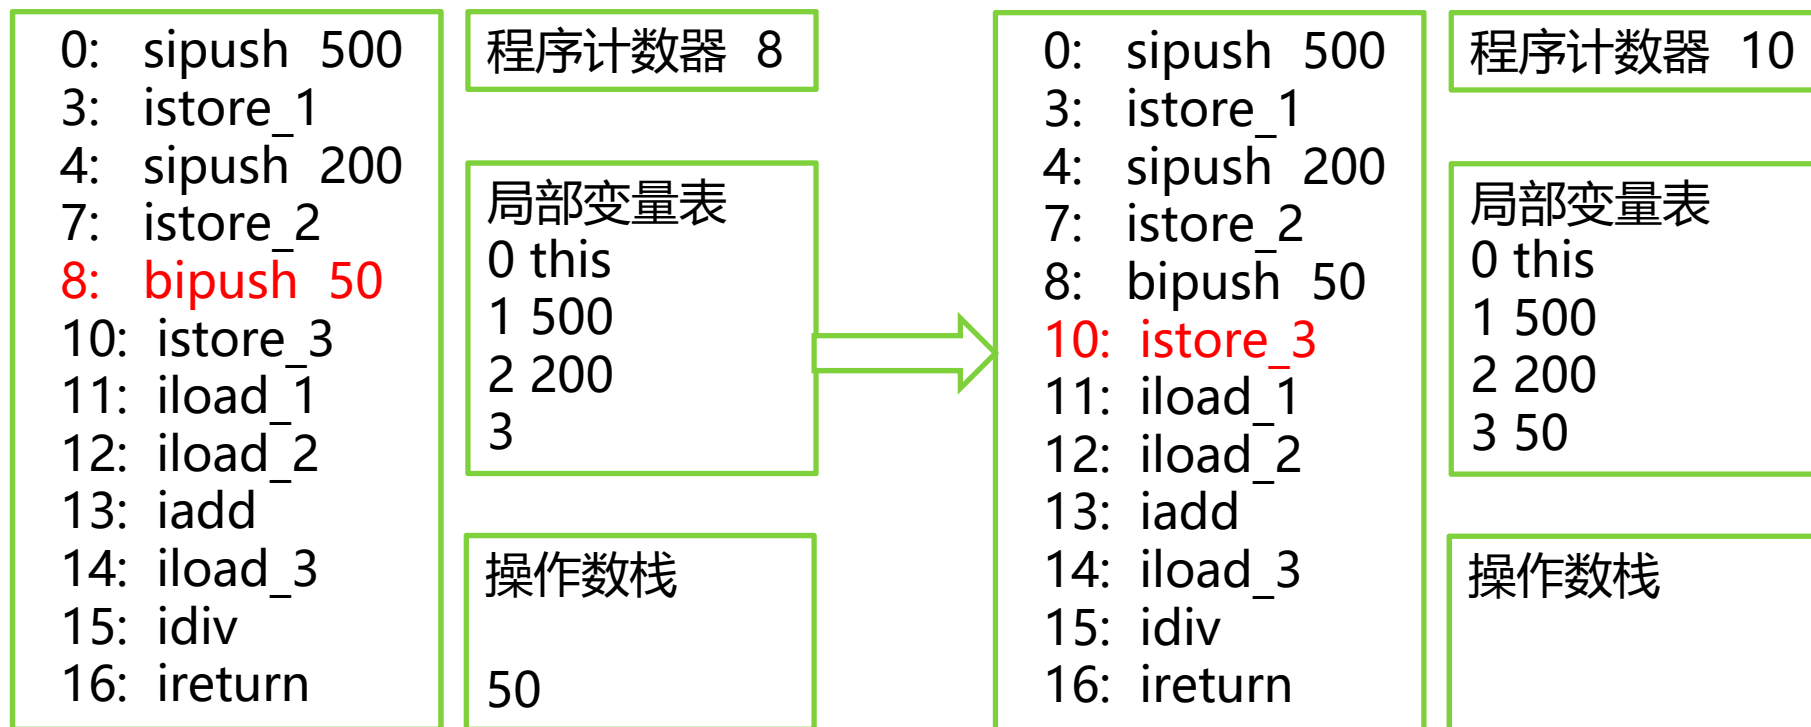 0: sipush 500
3: istore_1
4: sipush 200
7: istore_2
8: bipush 50
10: istore_3
11: iload_1
12: iload_2
13: iadd
14: iload_3
15: idiv
16: ireturn
程序计数器 8
局部变量表
0 this
1 500
2 200
3
操作数栈
50
0: sipush 500
3: istore_1
4: sipush 200
7: istore_2
8: bipush 50
10: istore_3
11: iload_1
12: iload_2
13: iadd
14: iload_3
15: idiv
16: ireturn
程序计数器 10
局部变量表
0 this
1 500
2 200
3 50
操作数栈